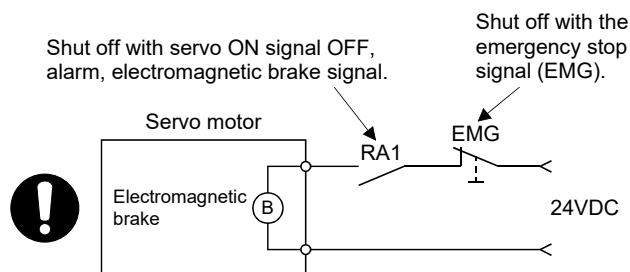 Shut off with servo ON signal OFF,
alarm, electromagnetic brake signal.
Shut off with the
emergency stop
signal (EMG).
Servo motor
RA1
EMG
Electromagnetic
brake
B
24VDC